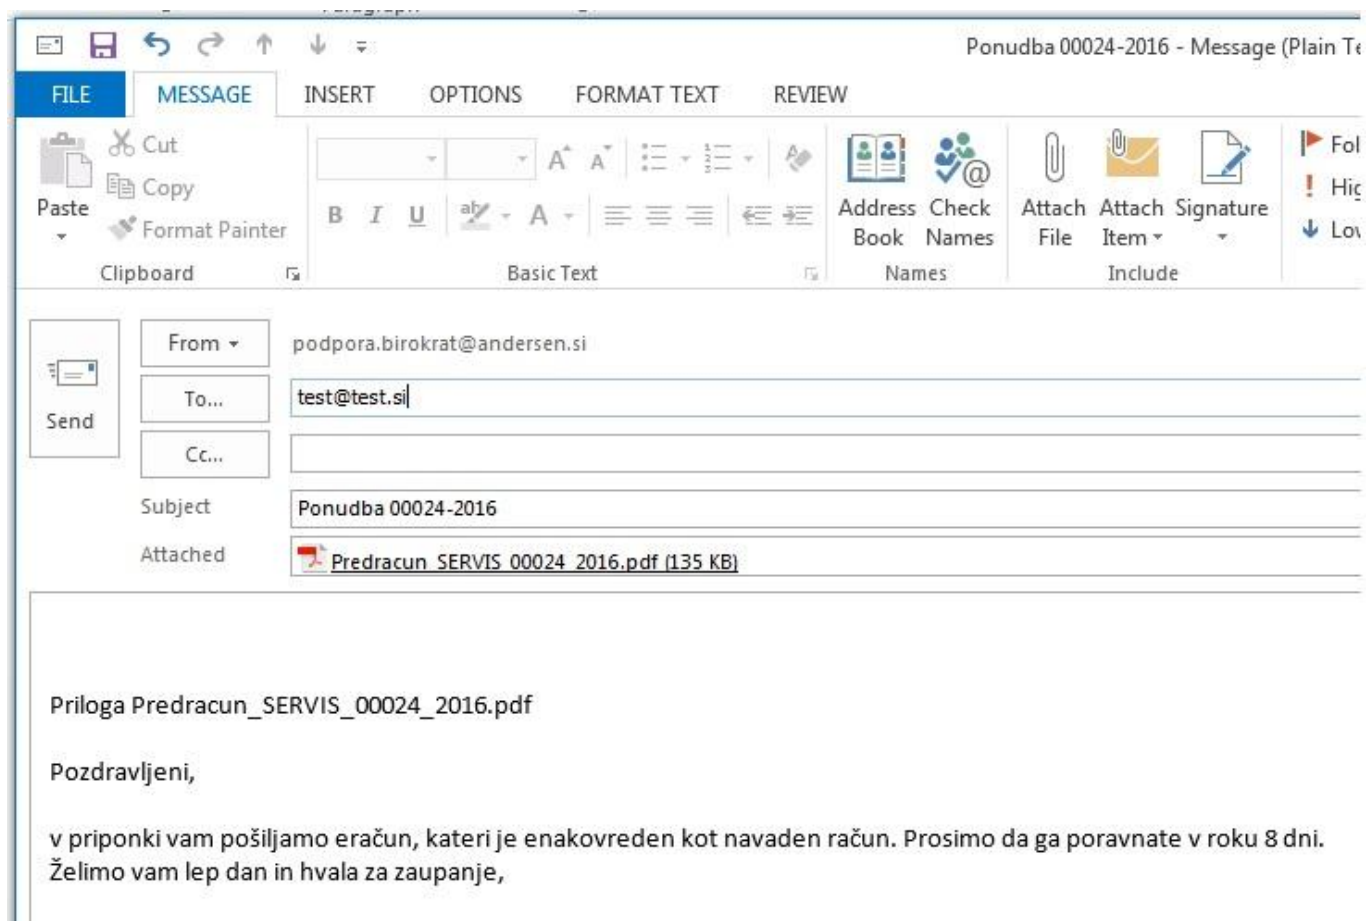 Ponudba 00024-2016 - Message (Plain Te
FILE MESSAGE INSERT OPTIONS FORMAT TEXT REVIEW
Cut
Copy
Format Painter
Paste
Clipboard
B I U
Basic Text
Address Book
Check Names
Names
Attach File
Attach Item
Signature
Include
Fol
Hig
Lov
Send
From podpora.birokrat@andersen.si
To... test@test.si
Cc...
Subject Ponudba 00024-2016
Attached Predracun_SERVIS_00024_2016.pdf (135 KB)
Priloga Predracun_SERVIS_00024_2016.pdf
Pozdravljeni,
v priponki vam pošiljamo eračun, kateri je enakovreden kot navaden račun. Prosimo da ga poravnate v roku 8 dni.
Želimo vam lep dan in hvala za zaupanje,